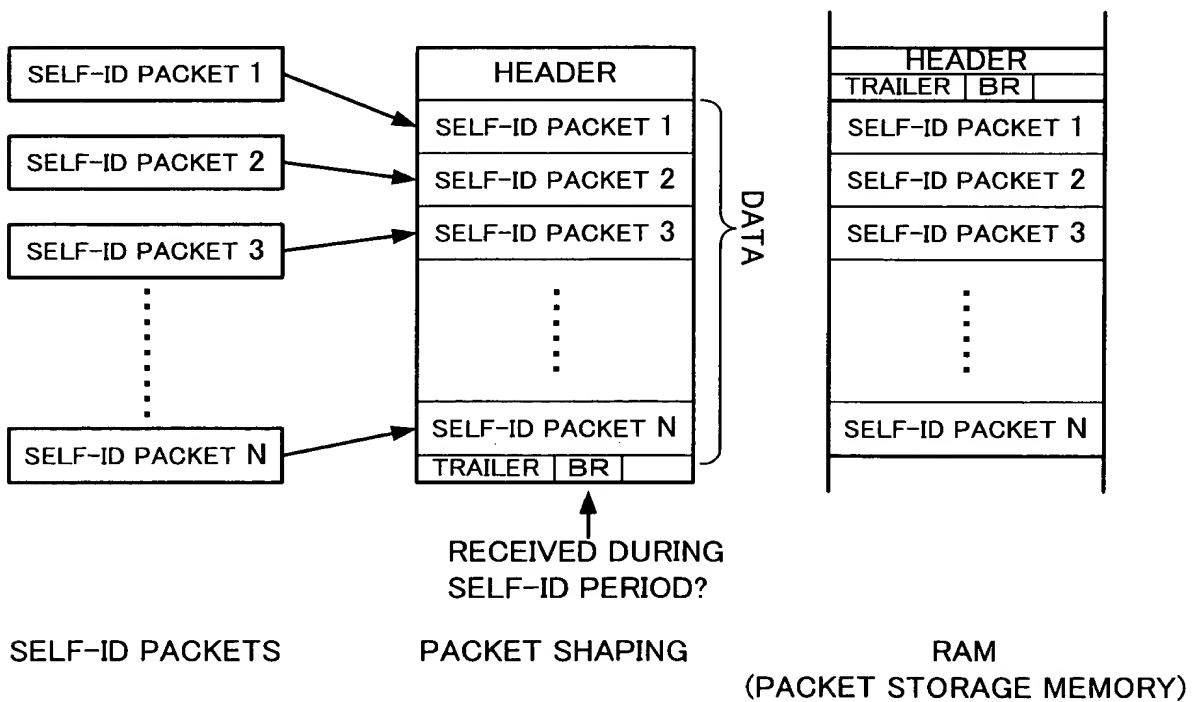 SELF-ID PACKET 1
SELF-ID PACKET 2
SELF-ID PACKET 3
SELF-ID PACKET N
HEADER
SELF-ID PACKET 1
SELF-ID PACKET 2
SELF-ID PACKET 3
SELF-ID PACKET N
TRAILER BR
DATA
RECEIVED DURING
SELF-ID PERIOD?
HEADER
TRAILER BR
SELF-ID PACKET 1
SELF-ID PACKET 2
SELF-ID PACKET 3
SELF-ID PACKET N
SELF-ID PACKETS
PACKET SHAPING
RAM
(PACKET STORAGE MEMORY)